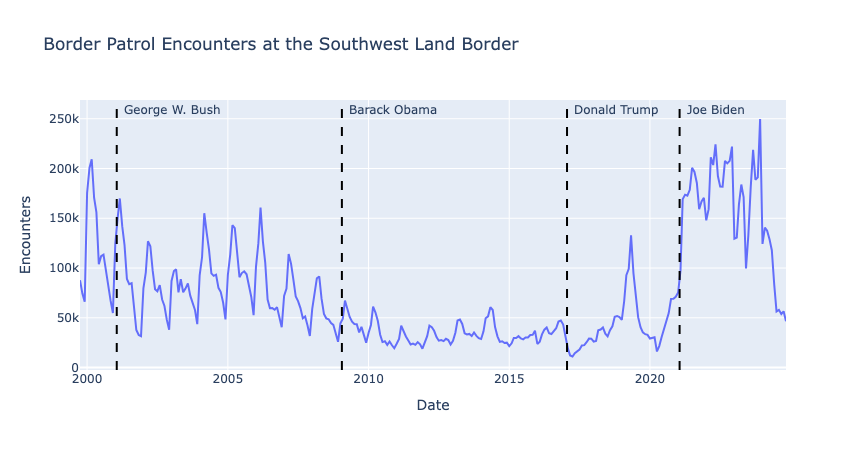 Border Patrol Encounters at the Southwest Land Border
George W. Bush
Barack Obama
Donald Trump
Joe Biden
250k
200k
150k
100k
50k
0
Encounters
2000
2005
2010
2015
2020
Date